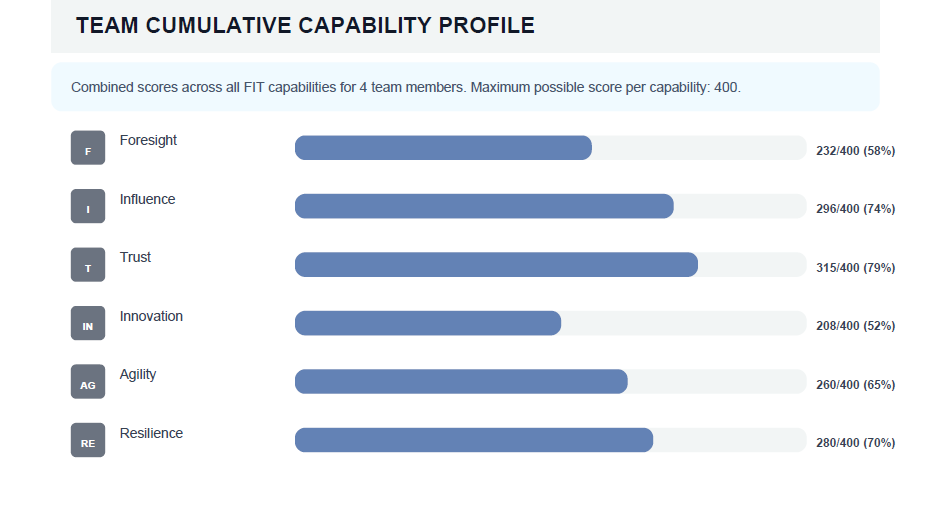 TEAM CUMULATIVE CAPABILITY PROFILE
Combined scores across all FIT capabilities for 4 team members. Maximum possible score per capability: 400.
F Foresight 232/400 (58%)
I Influence 296/400 (74%)
T Trust 315/400 (79%)
IN Innovation 208/400 (52%)
AG Agility 260/400 (65%)
RE Resilience 280/400 (70%)